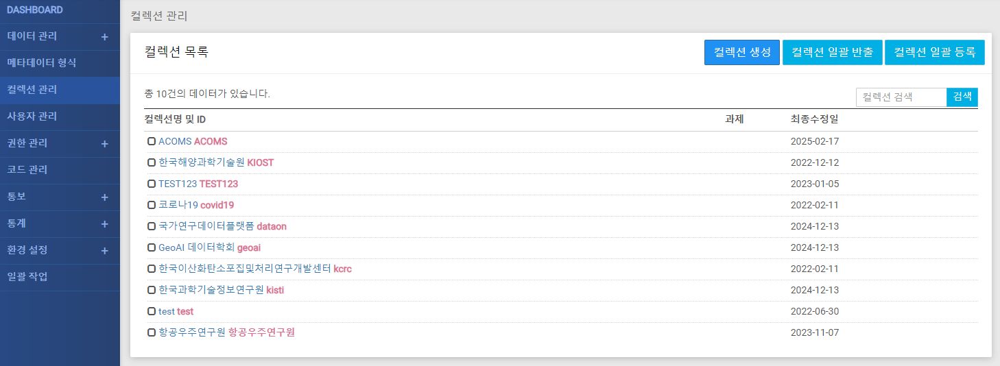 DASHBOARD
데이터 관리 +
메타데이터 형식
컬렉션 관리
사용자 관리
권한 관리 +
코드 관리
통보 +
통계 +
환경 설정 +
일괄 작업
컬렉션 관리
컬렉션 목록
컬렉션 생성 컬렉션 일괄 반출 컬렉션 일괄 등록
총 10건의 데이터가 있습니다.
컬렉션 검색 검색
컬렉션명 및 ID 과제 최종수정일
ACOMS ACOMS 2025-02-17
한국해양과학기술원 KIOST 2022-12-12
TEST123 TEST123 2023-01-05
코로나19 covid19 2022-02-11
국가연구데이터플랫폼 dataon 2024-12-13
GeoAI 데이터학회 geoai 2024-12-13
한국이산화탄소포집및처리연구개발센터 kcrc 2022-02-11
한국과학기술정보연구원 kisti 2024-12-13
test test 2022-06-30
항공우주연구원 항공우주연구원 2023-11-07